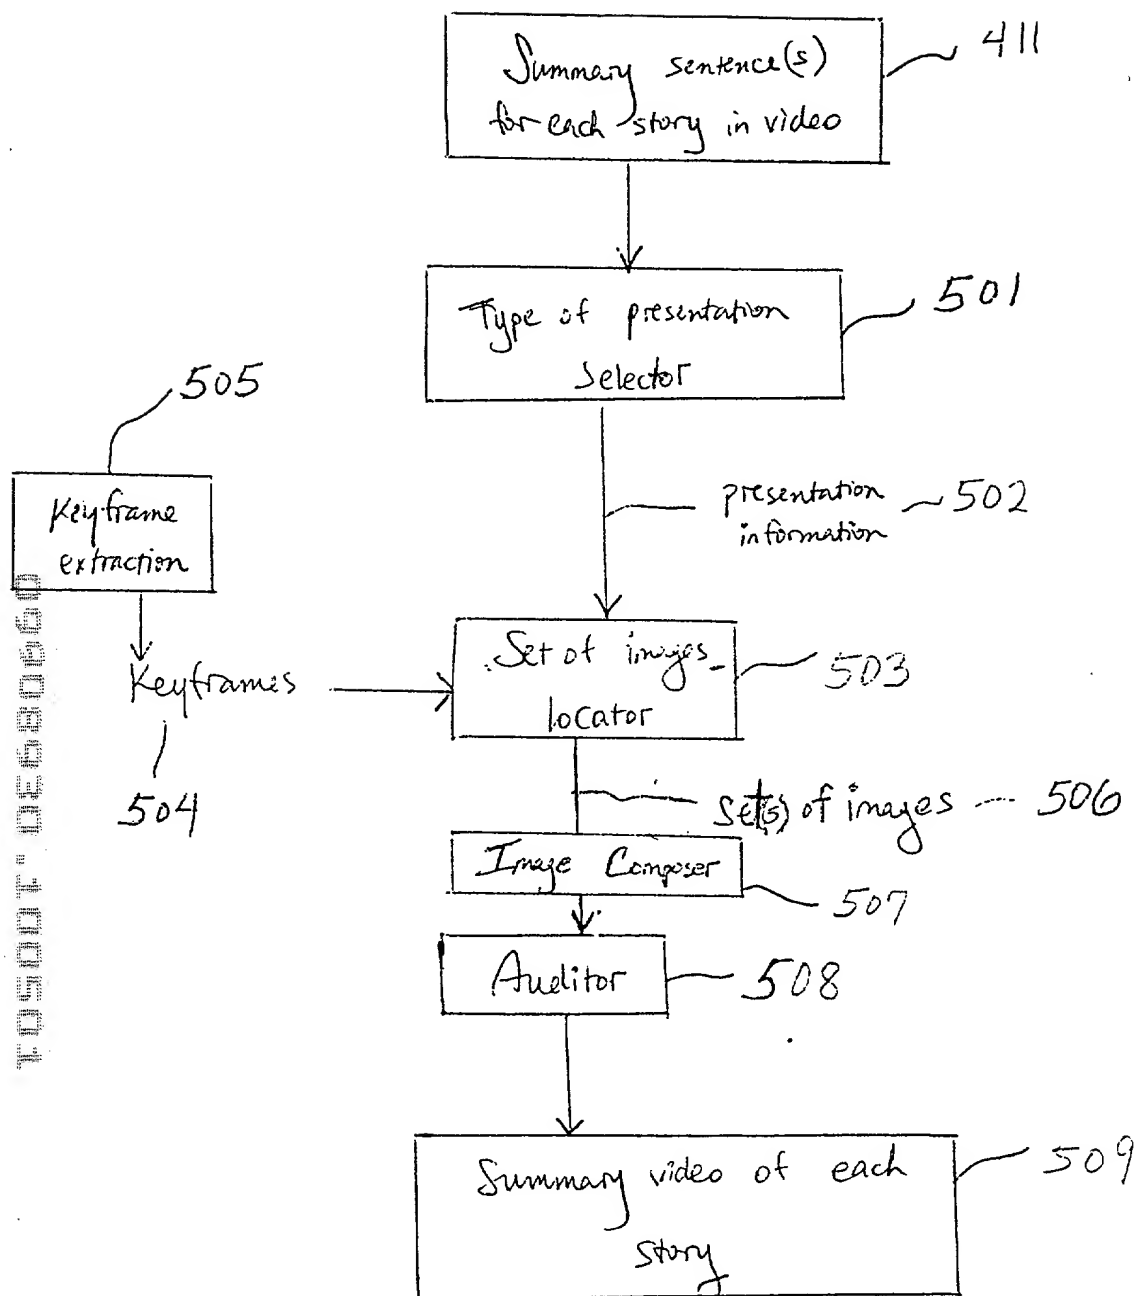 Summary sentence(s)
411
for each story in video
Type of presentation
501
selector
505
Keyframe
extraction
presentation
502
information
Set of images
503
locator
Keyframes
504
Set(s) of images
506
Image Composer
507
Auditor
508
Summary video of each
509
story